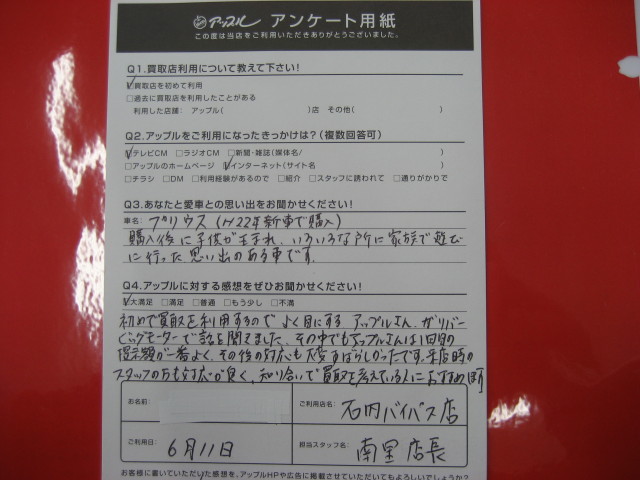 アップル アンケート用紙
この度は当店をご利用いただきありがとうございました。
Q1.買取店利用について教えて下さい!
買取店を初めて利用
□過去に買取店を利用したことがある
利用した店舗: アップル( )店 その他( )
Q2.アップルをご利用になったきっかけは?(複数回答可)
テレビCM □ラジオCM □新聞・雑誌(媒体名/ )
□アップルのホームページ インターネット(サイト名 )
□チラシ □DM □利用経験があるので □紹介 □スタッフに誘われて □通りがかりで
Q3.あなたと愛車との思い出をお聞かせください!
車名: プリウス(H22年新車で購入)
購入後に子供が生まれ、いろいろな所に家族で遊び
に行った思い出のある車です。
Q4.アップルに対する感想をぜひお聞かせください!
大満足 □満足 □普通 □もう少し □不満
初めて買取を利用するので よく目にする アップルさん、ガリバー
ビッグモーターで話を聞きました。その中でもアップルさんは1回目の
提示額が一番よく、その後の対応も大変すばらしかったです。来店時の
スタッフの方も対応が良く、知り合いで買取を考えている人におすすめ
お名前
ご利用店名: 石内バイパス店
ご利用日: 6月11日
担当スタッフ名: 南里店長
お客様に書いていただいた感想を、アップルHPや広告に掲載させていただいてもよろしいでしょうか?